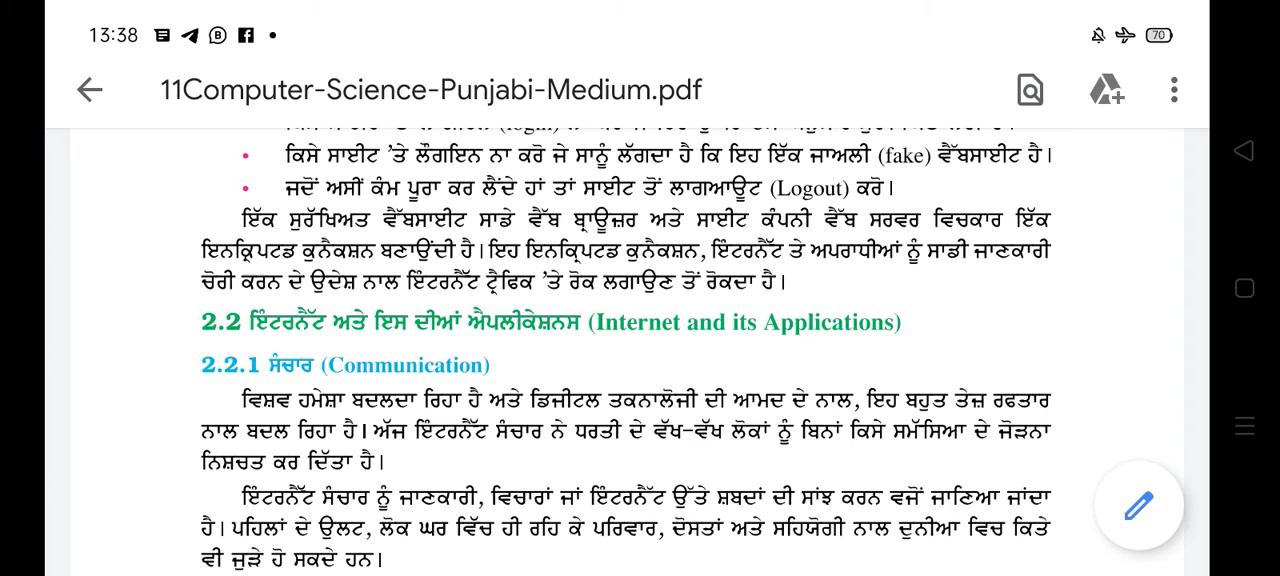 13:38
70
11Computer-Science-Punjabi-Medium.pdf
• ਕਿਸੇ ਸਾਈਟ 'ਤੇ ਲੌਗਇਨ ਨਾ ਕਰੋ ਜੇ ਸਾਨੂੰ ਲੱਗਦਾ ਹੈ ਕਿ ਇਹ ਇੱਕ ਜਾਅਲੀ (fake) ਵੈੱਬਸਾਈਟ ਹੈ।
• ਜਦੋਂ ਅਸੀਂ ਕੰਮ ਪੂਰਾ ਕਰ ਲੈਂਦੇ ਹਾਂ ਤਾਂ ਸਾਈਟ ਤੋਂ ਲਾਗਆਊਟ (Logout) ਕਰੋ।
ਇੱਕ ਸੁਰੱਖਿਅਤ ਵੈੱਬਸਾਈਟ ਸਾਡੇ ਵੈੱਬ ਬ੍ਰਾਊਜ਼ਰ ਅਤੇ ਸਾਈਟ ਕੰਪਨੀ ਵੈੱਬ ਸਰਵਰ ਵਿਚਕਾਰ ਇੱਕ
ਇਨਕ੍ਰਿਪਟਡ ਕੁਨੈਕਸ਼ਨ ਬਣਾਉਂਦੀ ਹੈ। ਇਹ ਇਨਕ੍ਰਿਪਟਡ ਕੁਨੈਕਸ਼ਨ, ਇੰਟਰਨੈੱਟ ਤੇ ਅਪਰਾਧੀਆਂ ਨੂੰ ਸਾਡੀ ਜਾਣਕਾਰੀ
ਚੋਰੀ ਕਰਨ ਦੇ ਉਦੇਸ਼ ਨਾਲ ਇੰਟਰਨੈੱਟ ਟ੍ਰੈਫਿਕ 'ਤੇ ਰੋਕ ਲਗਾਉਣ ਤੋਂ ਰੋਕਦਾ ਹੈ।
2.2 ਇੰਟਰਨੈੱਟ ਅਤੇ ਇਸ ਦੀਆਂ ਐਪਲੀਕੇਸ਼ਨਸ (Internet and its Applications)
2.2.1 ਸੰਚਾਰ (Communication)
ਵਿਸ਼ਵ ਹਮੇਸ਼ਾ ਬਦਲਦਾ ਰਿਹਾ ਹੈ ਅਤੇ ਡਿਜੀਟਲ ਤਕਨਾਲੋਜੀ ਦੀ ਆਮਦ ਦੇ ਨਾਲ, ਇਹ ਬਹੁਤ ਤੇਜ਼ ਰਫਤਾਰ
ਨਾਲ ਬਦਲ ਰਿਹਾ ਹੈ। ਅੱਜ ਇੰਟਰਨੈੱਟ ਸੰਚਾਰ ਨੇ ਧਰਤੀ ਦੇ ਵੱਖ-ਵੱਖ ਲੋਕਾਂ ਨੂੰ ਬਿਨਾਂ ਕਿਸੇ ਸਮੱਸਿਆ ਦੇ ਜੋੜਨਾ
ਨਿਸ਼ਚਤ ਕਰ ਦਿੱਤਾ ਹੈ।
ਇੰਟਰਨੈੱਟ ਸੰਚਾਰ ਨੂੰ ਜਾਣਕਾਰੀ, ਵਿਚਾਰਾਂ ਜਾਂ ਇੰਟਰਨੈੱਟ ਉੱਤੇ ਸ਼ਬਦਾਂ ਦੀ ਸਾਂਝ ਕਰਨ ਵਜੋਂ ਜਾਣਿਆ ਜਾਂਦਾ
ਹੈ। ਪਹਿਲਾਂ ਦੇ ਉਲਟ, ਲੋਕ ਘਰ ਵਿੱਚ ਹੀ ਰਹਿ ਕੇ ਪਰਿਵਾਰ, ਦੋਸਤਾਂ ਅਤੇ ਸਹਿਯੋਗੀ ਨਾਲ ਦੁਨੀਆ ਵਿਚ ਕਿਤੇ
ਵੀ ਜੁੜੇ ਹੋ ਸਕਦੇ ਹਨ।